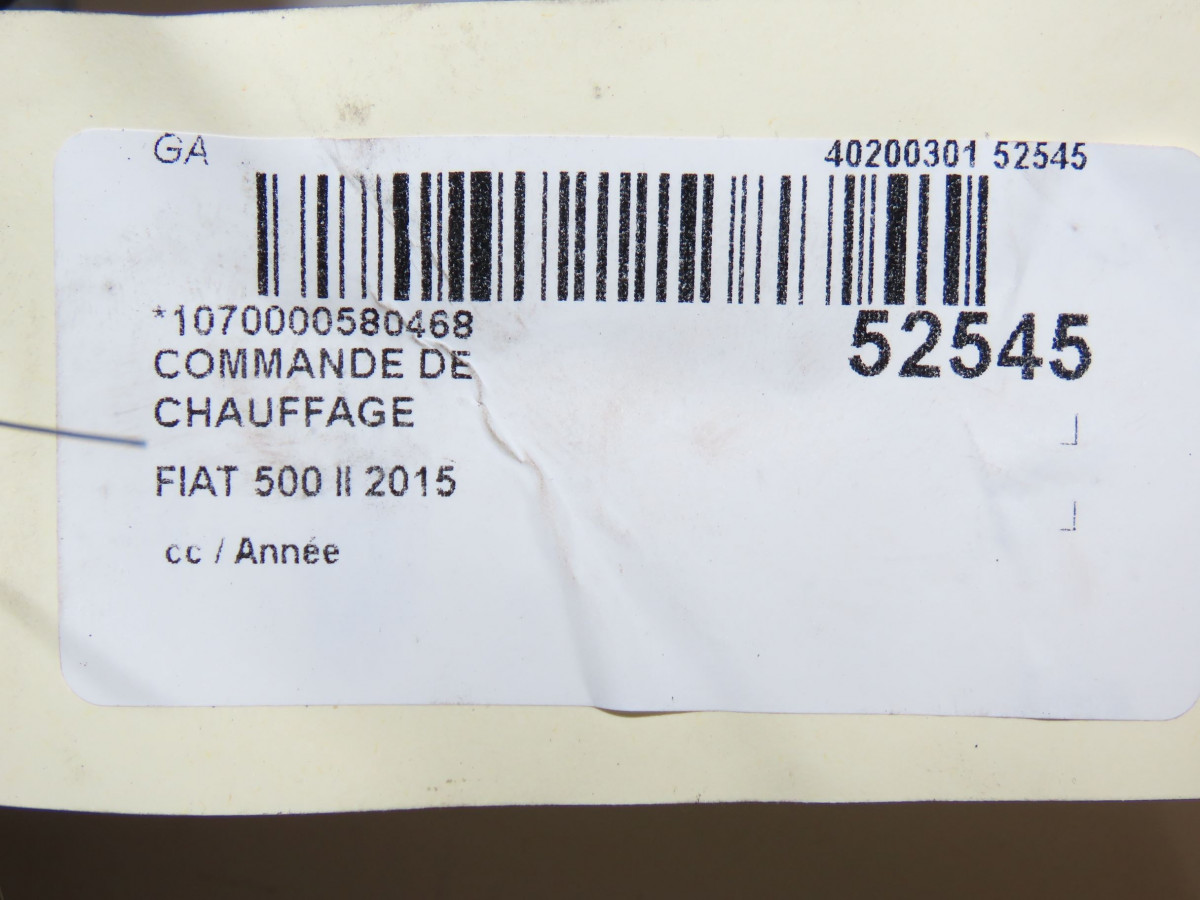 GA
40200301 52545
*1070000580468
52545
COMMANDE DE
CHAUFFAGE
FIAT 500 II 2015
cc / Année